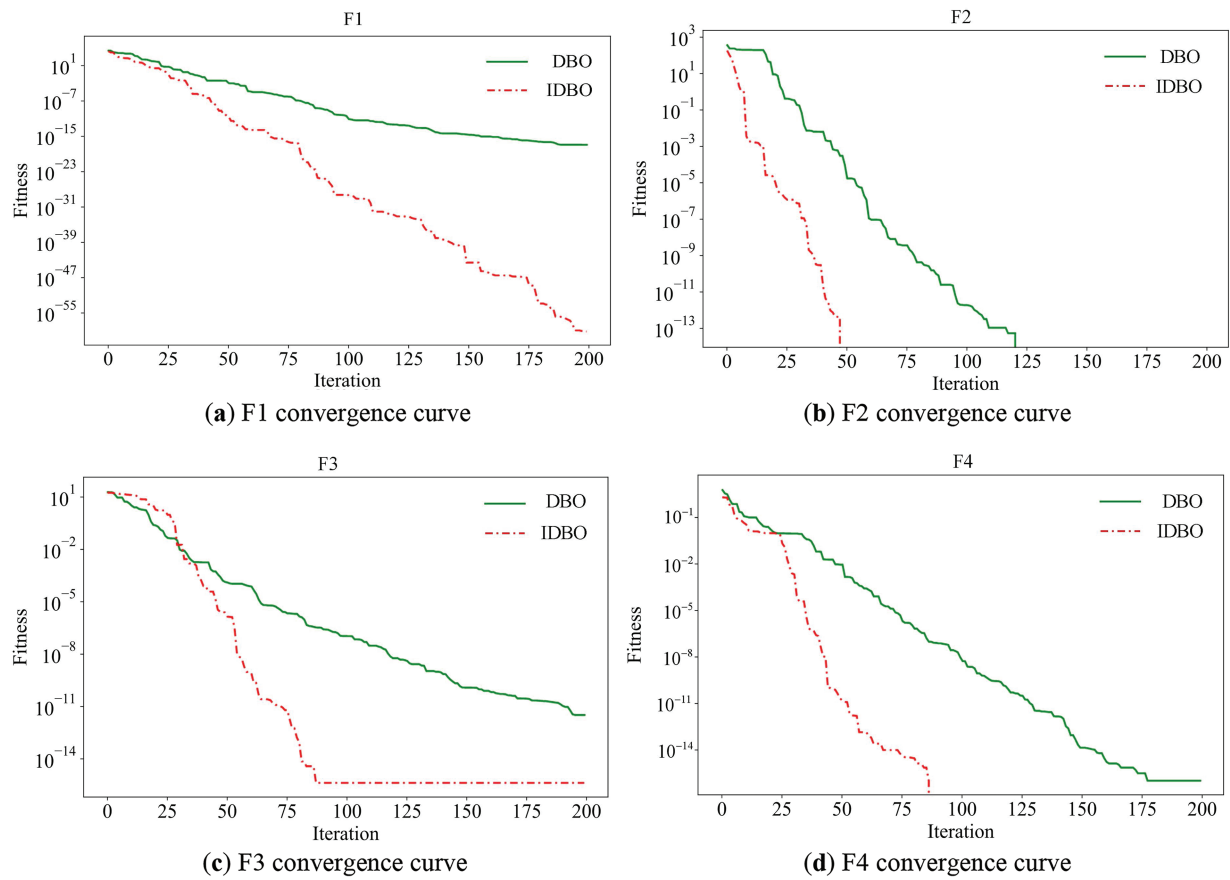 F1
10^1
10^-7
10^-15
10^-23
10^-31
10^-39
10^-47
10^-55
Fitness
DBO
IDBO
0 25 50 75 100 125 150 175 200
Iteration
(a) F1 convergence curve
F2
10^3
10^1
10^-1
10^-3
10^-5
10^-7
10^-9
10^-11
10^-13
Fitness
DBO
IDBO
0 25 50 75 100 125 150 175 200
Iteration
(b) F2 convergence curve
F3
10^1
10^-2
10^-5
10^-8
10^-11
10^-14
Fitness
DBO
IDBO
0 25 50 75 100 125 150 175 200
Iteration
(c) F3 convergence curve
F4
10^-1
10^-2
10^-5
10^-8
10^-11
10^-14
Fitness
DBO
IDBO
0 25 50 75 100 125 150 175 200
Iteration
(d) F4 convergence curve